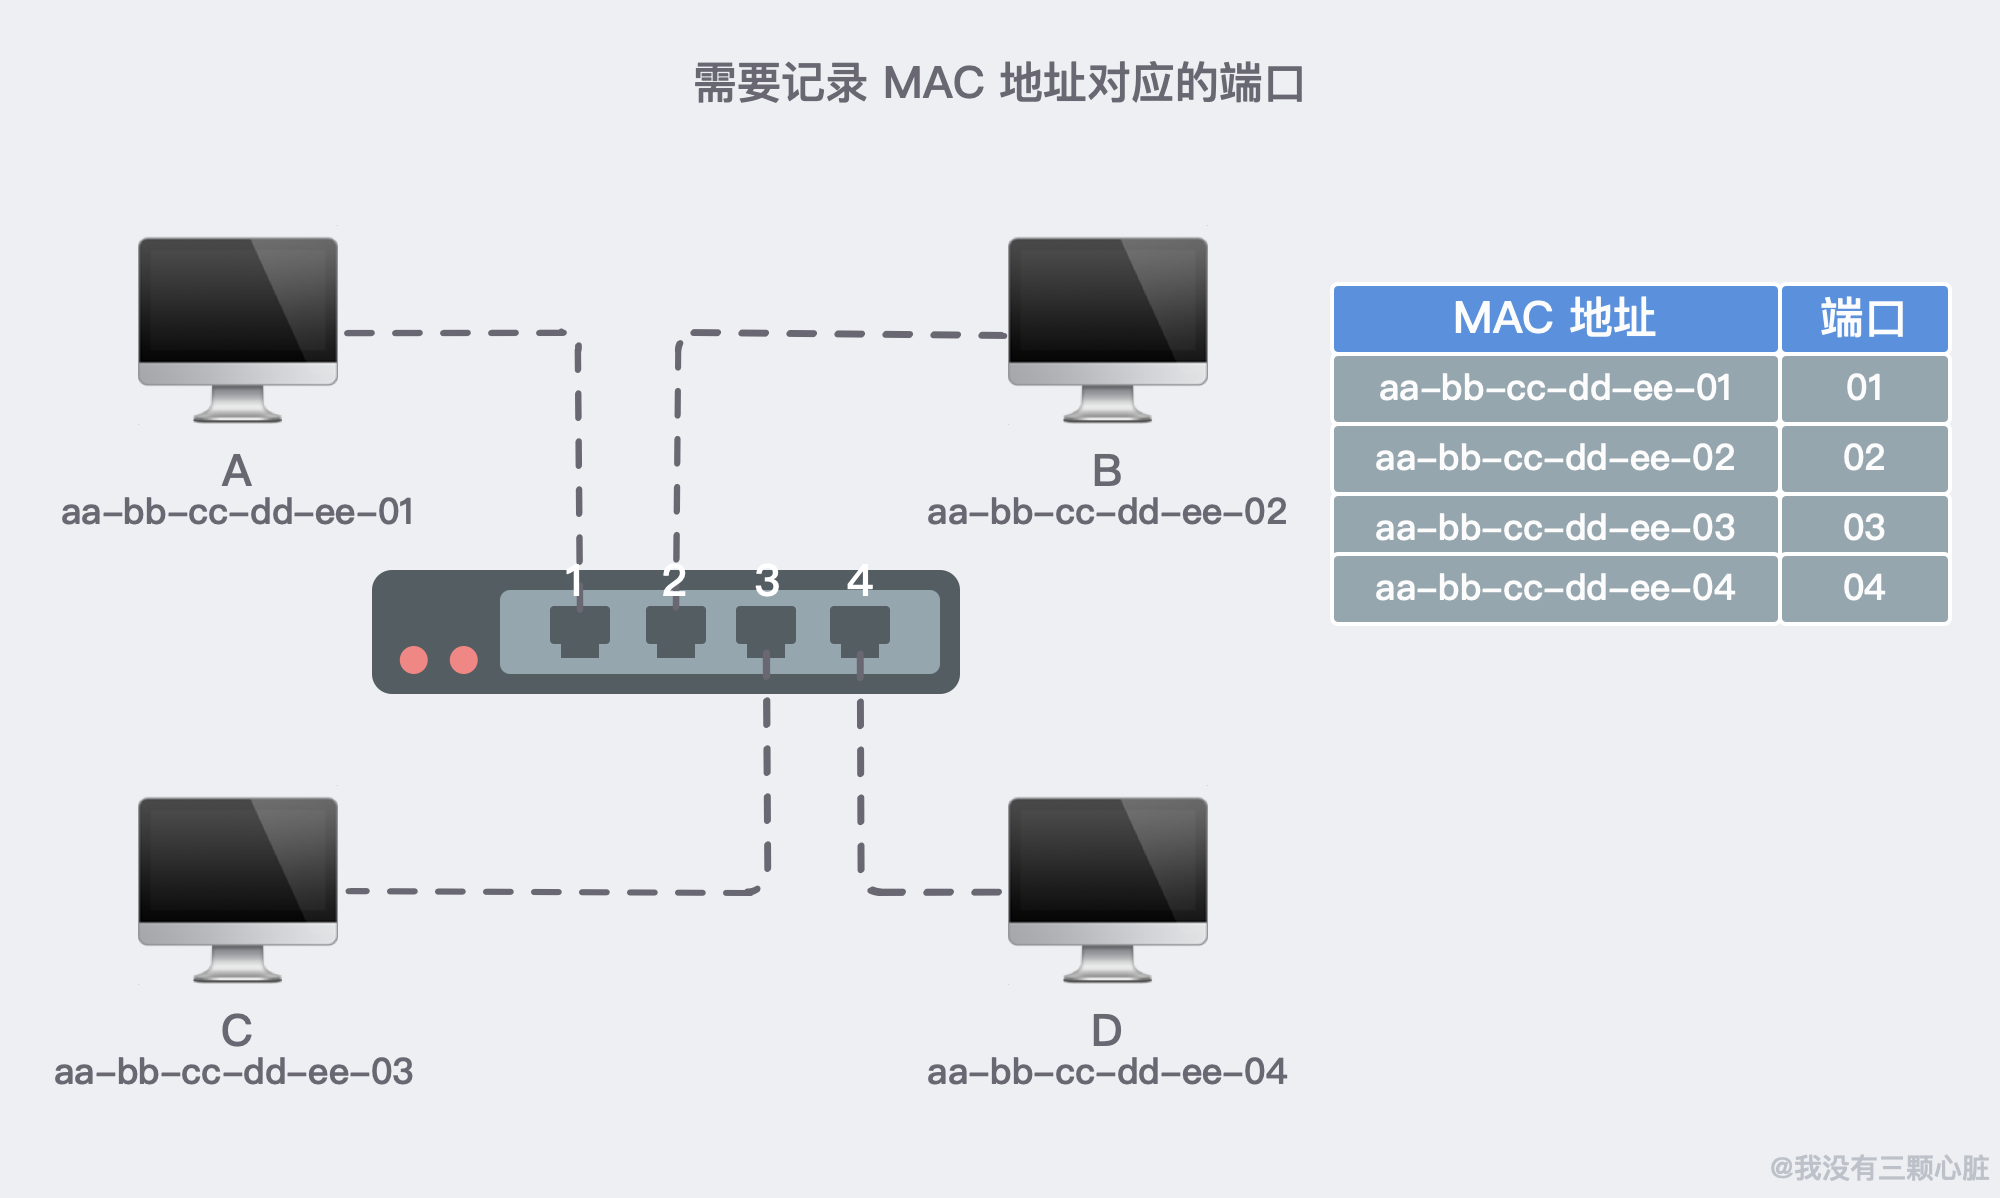 需要记录 MAC 地址对应的端口
A
aa-bb-cc-dd-ee-01
B
aa-bb-cc-dd-ee-02
MAC 地址 端口
aa-bb-cc-dd-ee-01 01
aa-bb-cc-dd-ee-02 02
aa-bb-cc-dd-ee-03 03
aa-bb-cc-dd-ee-04 04
1 2 3 4
C
aa-bb-cc-dd-ee-03
D
aa-bb-cc-dd-ee-04
@我没有三颗心脏